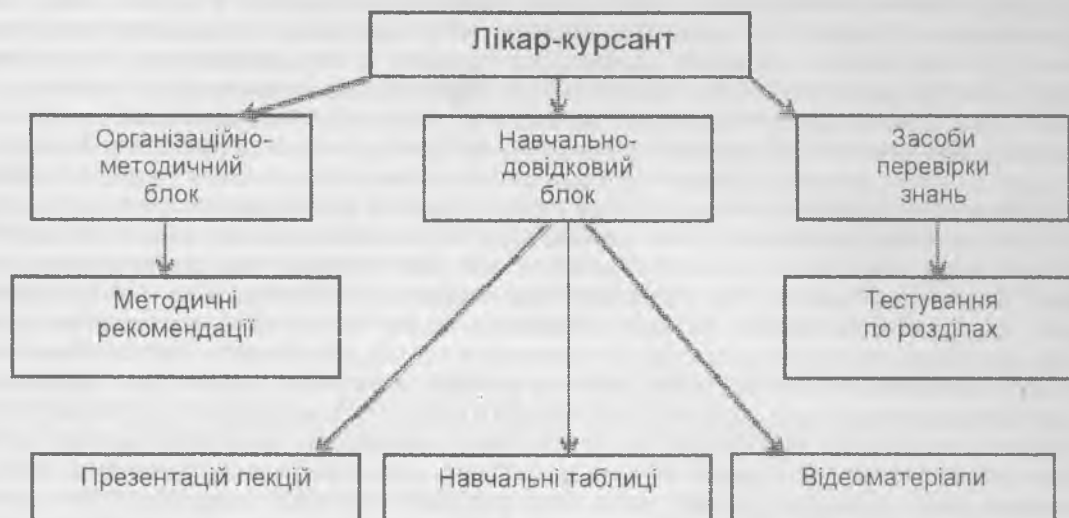 Лікар-курсант
Організаційно-
методичний
блок
Навчально-
довідковий
блок
Засоби
перевірки
знань
Методичні
рекомендації
Тестування
по розділах
Презентацій лекцій
Навчальні таблиці
Відеоматеріали